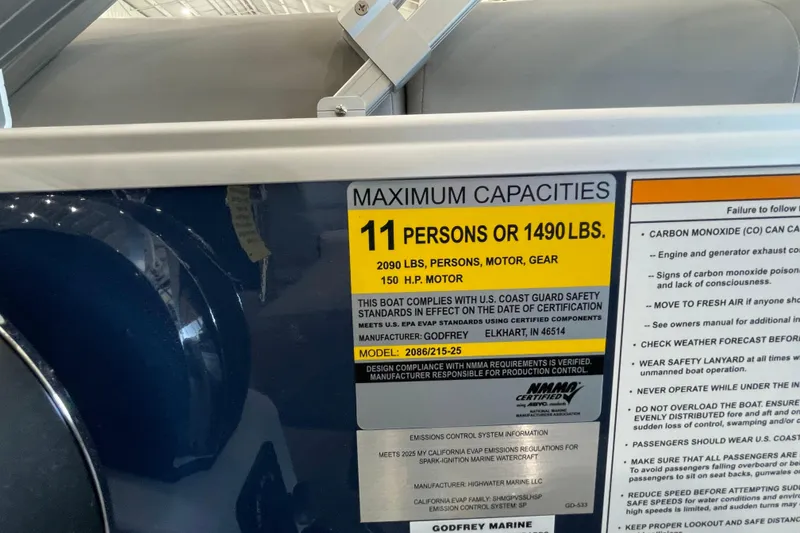 MAXIMUM CAPACITIES
11 PERSONS OR 1490 LBS.
2090 LBS, PERSONS, MOTOR, GEAR
150 H.P. MOTOR
THIS BOAT COMPLIES WITH U.S. COAST GUARD SAFETY
STANDARDS IN EFFECT ON THE DATE OF CERTIFICATION
MEETS U.S. EPA EVAP STANDARDS USING CERTIFIED COMPONENTS
MANUFACTURER: GODFREY ELKHART, IN 46514
MODEL: 2086/215-25
DESIGN COMPLIANCE WITH NMMA REQUIREMENTS IS VERIFIED.
MANUFACTURER RESPONSIBLE FOR PRODUCTION CONTROL.
NMMA
CERTIFIED
using ABYC standards
NATIONAL MARINE
MANUFACTURERS ASSOCIATION
EMISSIONS CONTROL SYSTEM INFORMATION
MEETS 2025 MY CALIFORNIA EVAP EMISSIONS REGULATIONS FOR
SPARK-IGNITION MARINE WATERCRAFT
MANUFACTURER: HIGHWATER MARINE LLC
CALIFORNIA EVAP FAMILY: SHMGPVSSLHSP
EMISSION CONTROL SYSTEM: SP GD-533
GODFREY MARINE
Failure to follow
• CARBON MONOXIDE (CO) CAN CA
-- Engine and generator exhaust co
-- Signs of carbon monoxide poison
and lack of consciousness.
-- MOVE TO FRESH AIR if anyone sho
-- See owners manual for additional in
• CHECK WEATHER FORECAST BEFOR
• WEAR SAFETY LANYARD at all times w
unmanned boat operation.
• NEVER OPERATE WHILE UNDER THE IN
• DO NOT OVERLOAD THE BOAT. ENSURE
EVENLY DISTRIBUTED fore and aft and on
sudden loss of control, swamping and/or c
• PASSENGERS SHOULD WEAR U.S. COAST
• MAKE SURE THAT ALL PASSENGERS ARE
To avoid passengers falling overboard or be
passengers to sit on seat backs, gunwales o
• REDUCE SPEED BEFORE ATTEMPTING SUD
SAFE SPEEDS for water conditions and enviro
high speeds is limited, and sudden turns may
• KEEP PROPER LOOKOUT AND SAFE DISTANC